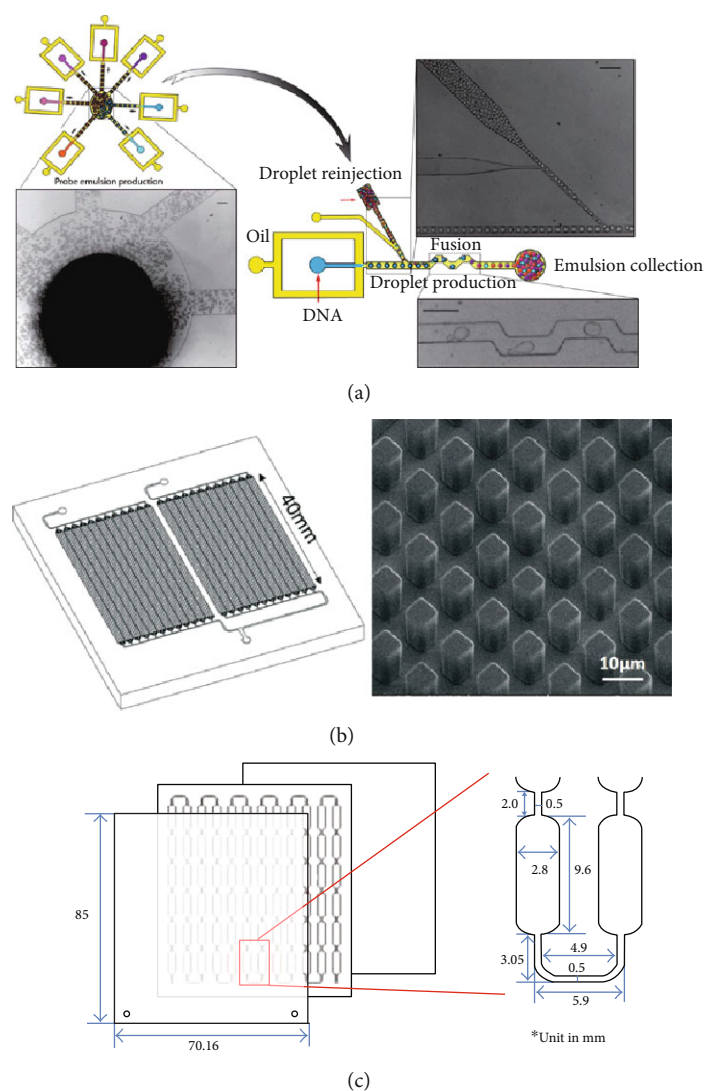 Probe emulsion production
Droplet reinjection
Oil
Fusion
Droplet production
Emulsion collection
DNA
(a)
40mm
10μm
(b)
85
70.16
2.0
0.5
2.8
9.6
3.05
4.9
0.5
5.9
*Unit in mm
(c)